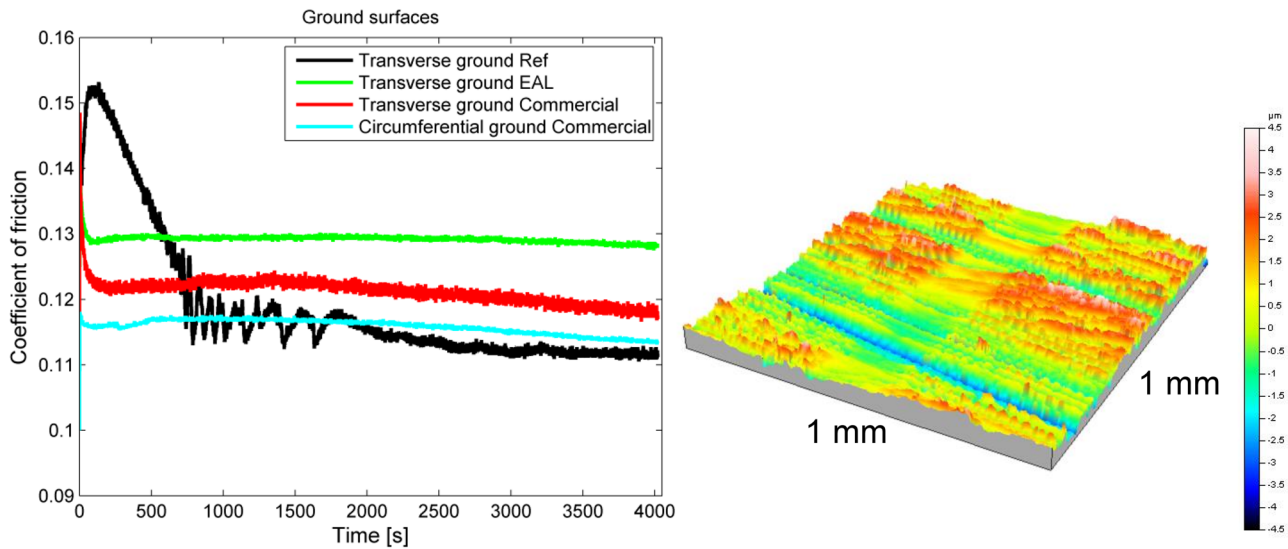 Ground surfaces
0.16
0.15
0.14
0.13
0.12
0.11
0.1
0.09
Coefficient of friction
0 500 1000 1500 2000 2500 3000 3500 4000
Time [s]
Transverse ground Ref
Transverse ground EAL
Transverse ground Commercial
Circumferential ground Commercial
1 mm
1 mm
µm
4.5
4
3.5
3
2.5
2
1.5
1
0.5
0
-0.5
-1
-1.5
-2
-2.5
-3
-3.5
-4
-4.5